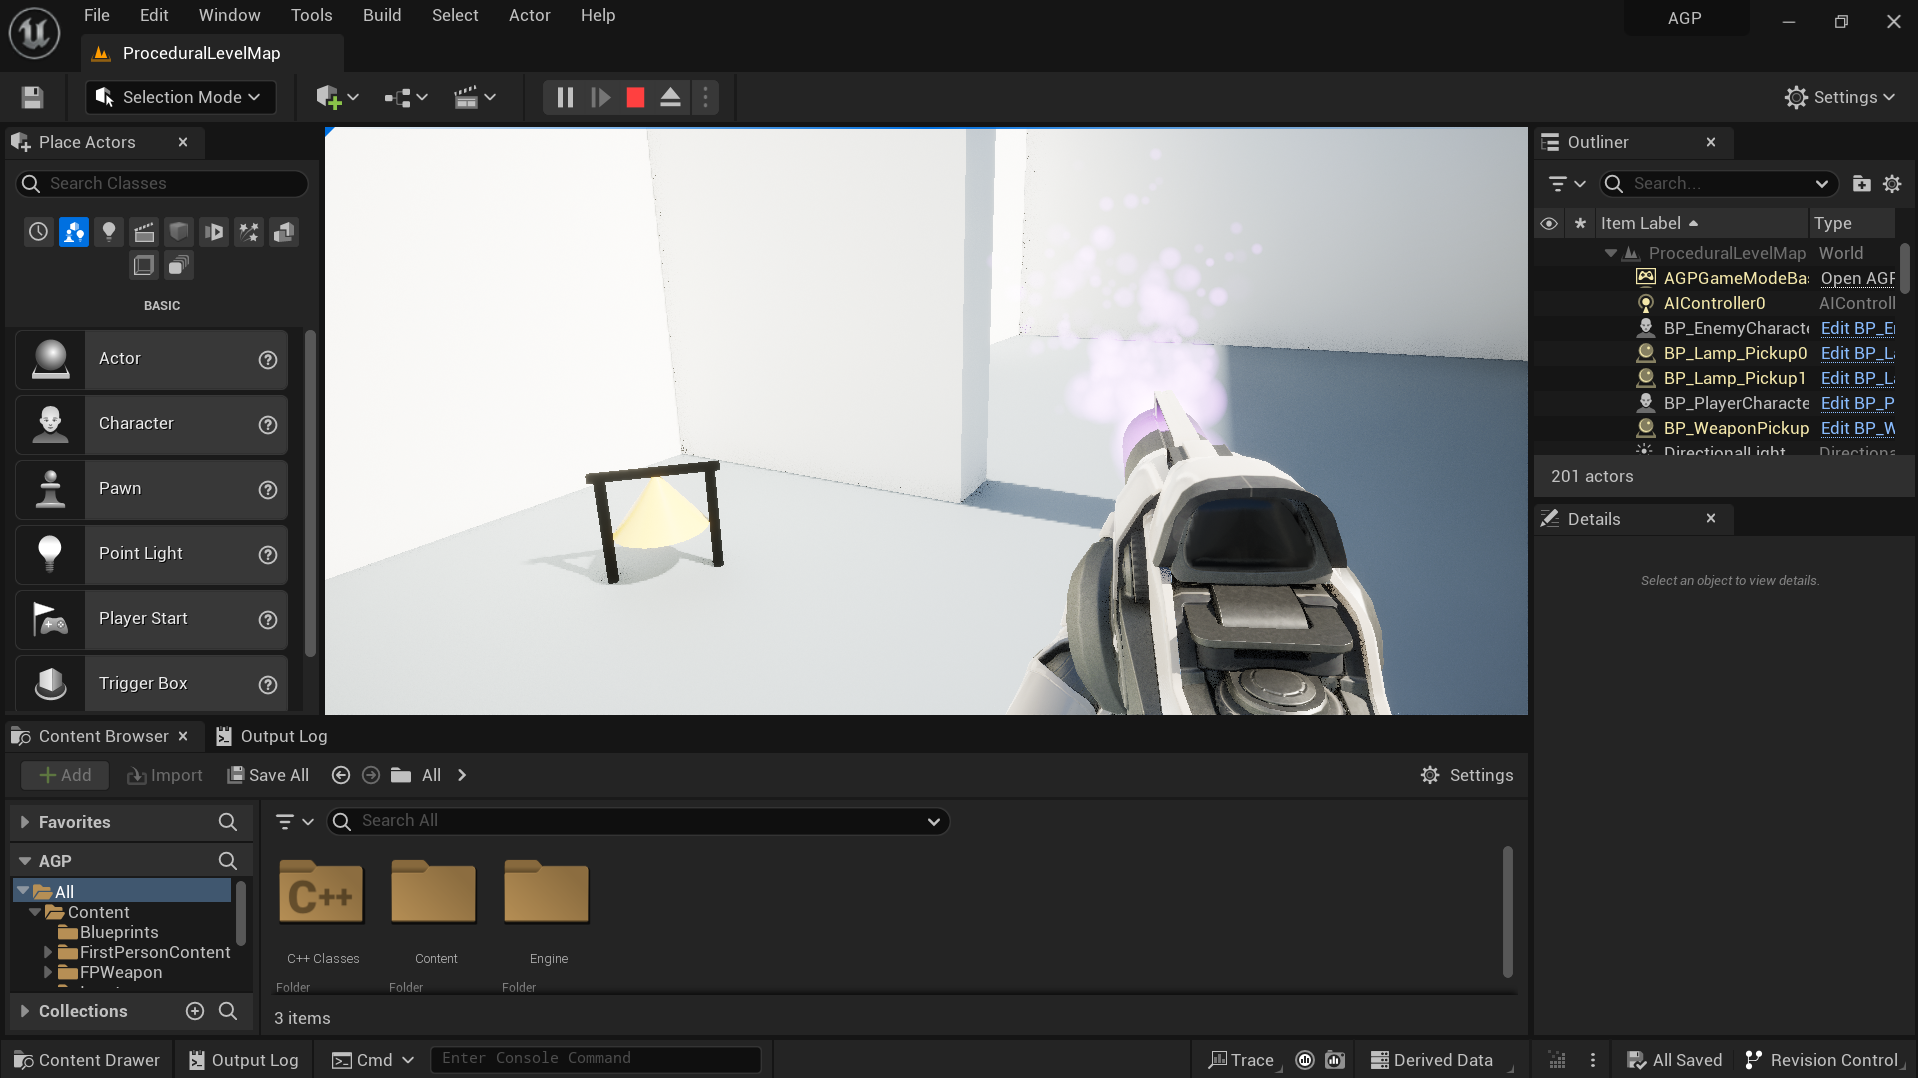 File Edit Window Tools Build Select Actor Help
AGP
ProceduralLevelMap
Selection Mode
Settings
Place Actors
Search Classes
BASIC
Actor
Character
Pawn
Point Light
Player Start
Trigger Box
Outliner
Search...
Item Label Type
ProceduralLevelMap World
AGPGameModeBa Open AGP
AIController0 AIControll
BP_EnemyCharacte Edit BP_E
BP_Lamp_Pickup0 Edit BP_L
BP_Lamp_Pickup1 Edit BP_L
BP_PlayerCharacte Edit BP_P
BP_WeaponPickup Edit BP_W
DirectionalLight Directiona
201 actors
Details
Select an object to view details.
Content Browser Output Log
Add Import Save All All Settings
Favorites
Search All
AGP
All
Content
Blueprints
FirstPersonContent
FPWeapon
Collections
C++
C++ Classes Content Engine
Folder Folder Folder
3 items
Content Drawer Output Log Cmd Enter Console Command Trace Derived Data All Saved Revision Control